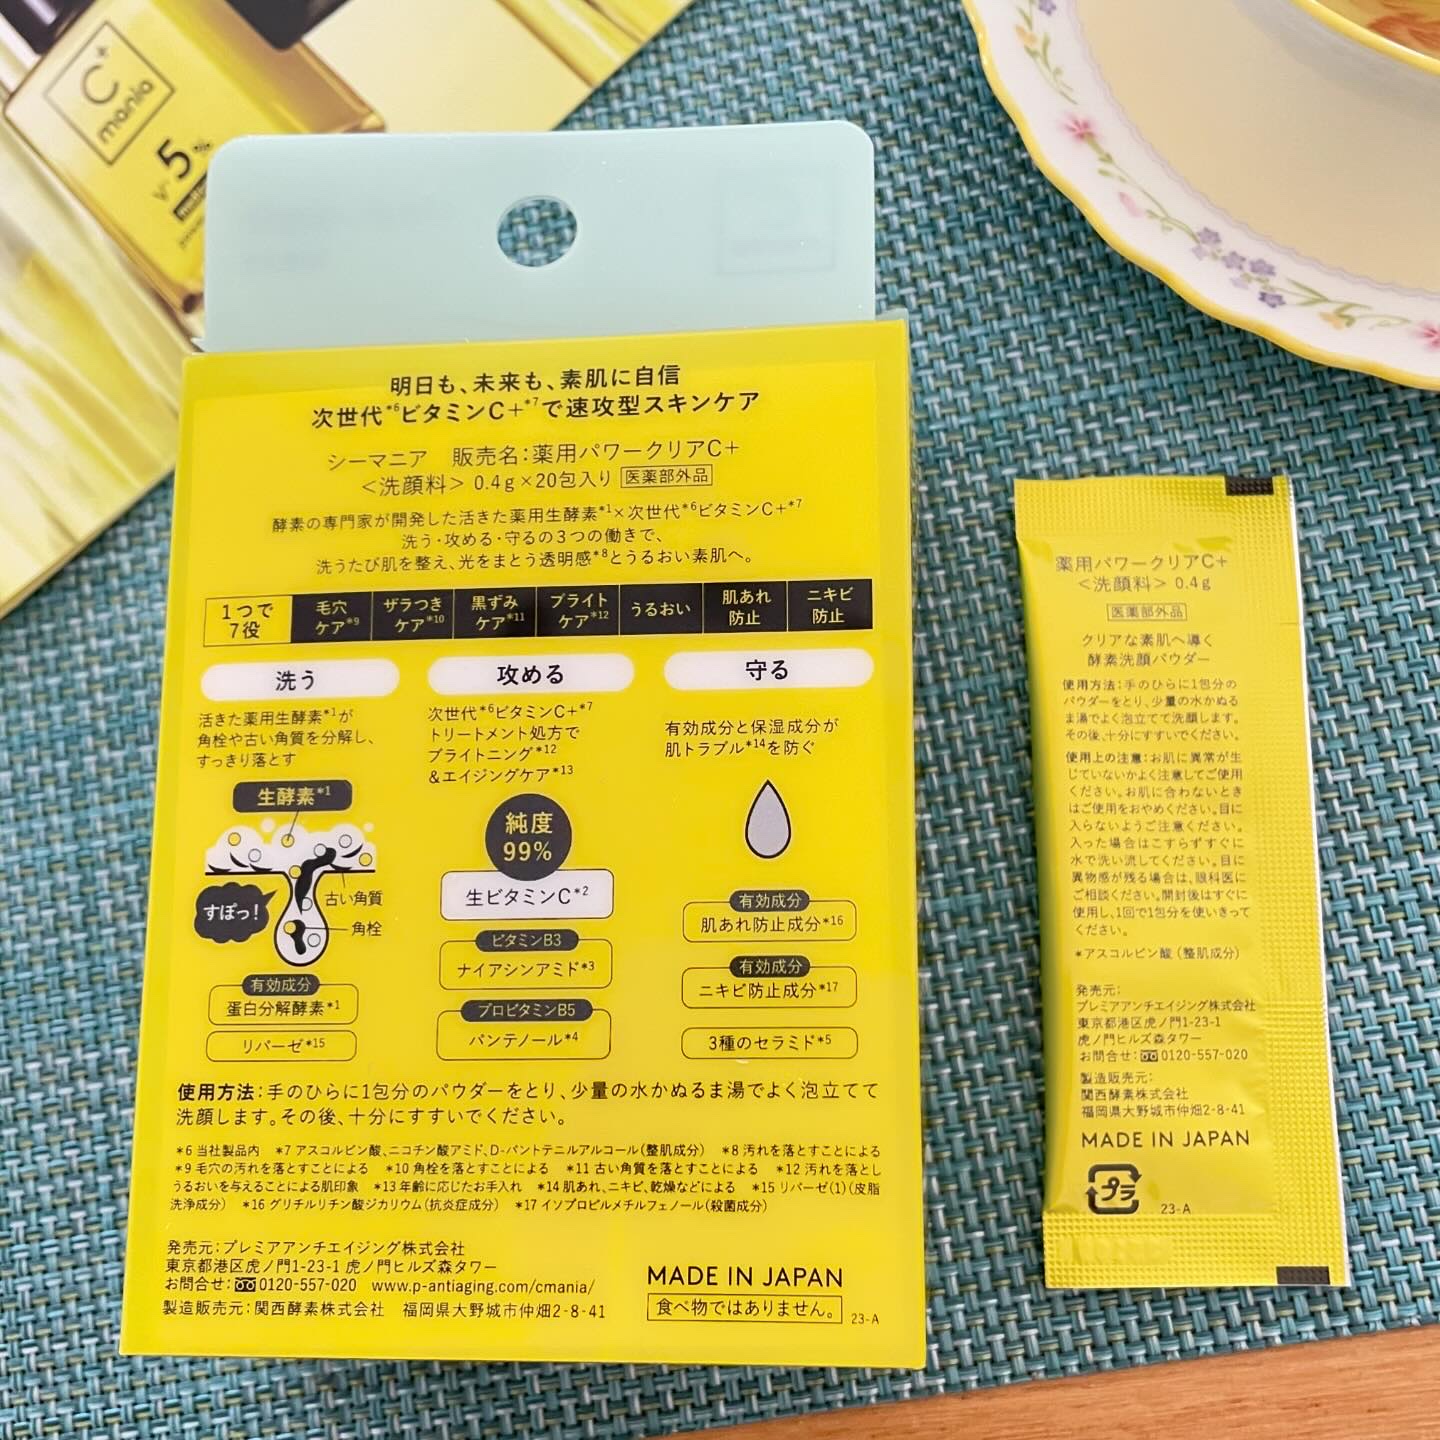 C+
mania
5%
明日も、未来も、素肌に自信
次世代*6ビタミンC+*7で速攻型スキンケア
シーマニア 販売名:薬用パワークリアC+
<洗顔料> 0.4g×20包入り 医薬部外品
酵素の専門家が開発した活きた薬用生酵素*1×次世代*6ビタミンC+*7
洗う・攻める・守るの3つの働きで、
洗うたび肌を整え、光をまとう透明感*8とうるおい素肌へ。
1つで
7役
毛穴
ケア*9
ザラつき
ケア*10
黒ずみ
ケア*11
ブライト
ケア*12
うるおい
肌あれ
防止
ニキビ
防止
洗う
活きた薬用生酵素*1が
角栓や古い角質を分解し、
すっきり落とす
生酵素*1
すぽっ!
古い角質
角栓
有効成分
蛋白分解酵素*1
リパーゼ*15
攻める
次世代*6ビタミンC+*7
トリートメント処方で
ブライトニング*12
&エイジングケア*13
純度
99%
生ビタミンC*2
ビタミンB3
ナイアシンアミド*3
プロビタミンB5
パンテノール*4
守る
有効成分と保湿成分が
肌トラブル*14を防ぐ
有効成分
肌あれ防止成分*16
有効成分
ニキビ防止成分*17
3種のセラミド*5
使用方法:手のひらに1包分のパウダーをとり、少量の水かぬるま湯でよく泡立てて
洗顔します。その後、十分にすすいでください。
*6 当社製品内 *7 アスコルビン酸、ニコチン酸アミド、D-パントテニルアルコール(整肌成分) *8 汚れを落とすことによる
*9 毛穴の汚れを落とすことによる *10 角栓を落とすことによる *11 古い角質を落とすことによる *12 汚れを落とし
うるおいを与えることによる肌印象 *13 年齢に応じたお手入れ *14 肌あれ、ニキビ、乾燥などによる *15 リパーゼ(1)(皮脂
洗浄成分) *16 グリチルリチン酸ジカリウム(抗炎症成分) *17 イソプロピルメチルフェノール(殺菌成分)
発売元:プレミアアンチエイジング株式会社
東京都港区虎ノ門1-23-1 虎ノ門ヒルズ森タワー
お問合せ:0120-557-020 www.p-antiaging.com/cmania/
製造販売元:関西酵素株式会社 福岡県大野城市仲畑2-8-41
MADE IN JAPAN
食べ物ではありません。 23-A
薬用パワークリアC+
<洗顔料> 0.4g
医薬部外品
クリアな素肌へ導く
酵素洗顔パウダー
使用方法:手のひらに1包分の
パウダーをとり、少量の水かぬる
ま湯でよく泡立てて洗顔します。
その後、十分にすすいでください。
使用上の注意:お肌に異常が生
じていないかよく注意してご使用
ください。お肌に合わないとき
はご使用をおやめください。目に
入らないようご注意ください。
入った場合はこすらずすぐに
水で洗い流してください。目に
異物感が残る場合は、眼科医に
ご相談ください。開封後はすぐに
使用し、1回で1包分を使いきって
ください。
*アスコルビン酸(整肌成分)
発売元:
プレミアアンチエイジング株式会社
東京都港区虎ノ門1-23-1
虎ノ門ヒルズ森タワー
お問合せ:0120-557-020
製造販売元:
関西酵素株式会社
福岡県大野城市仲畑2-8-41
MADE IN JAPAN
プラ
23-A